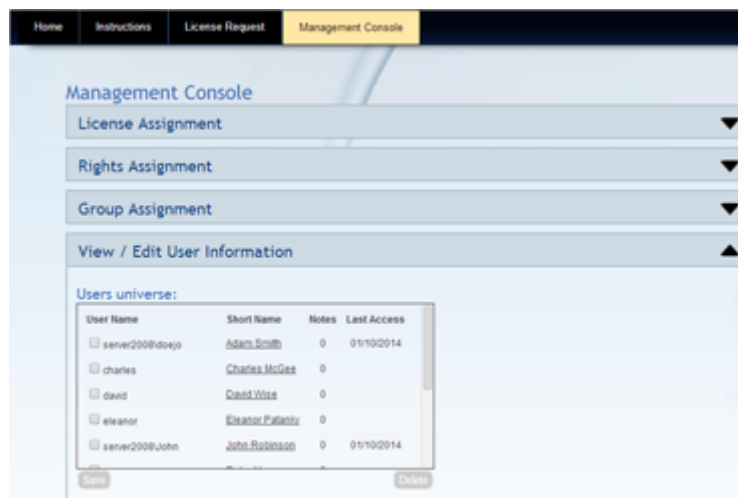 Home Instructions License Request Management Console
Management Console
License Assignment
Rights Assignment
Group Assignment
View / Edit User Information
Users universe:
User Name Short Name Notes Last Access
server2008\doejo Adam Smith 0 01/10/2014
charles Charles McGee 0
david David Wise 0
eleanor Eleanor Patanky 0
server2008\John John Robinson 0 01/10/2014
Save Delete